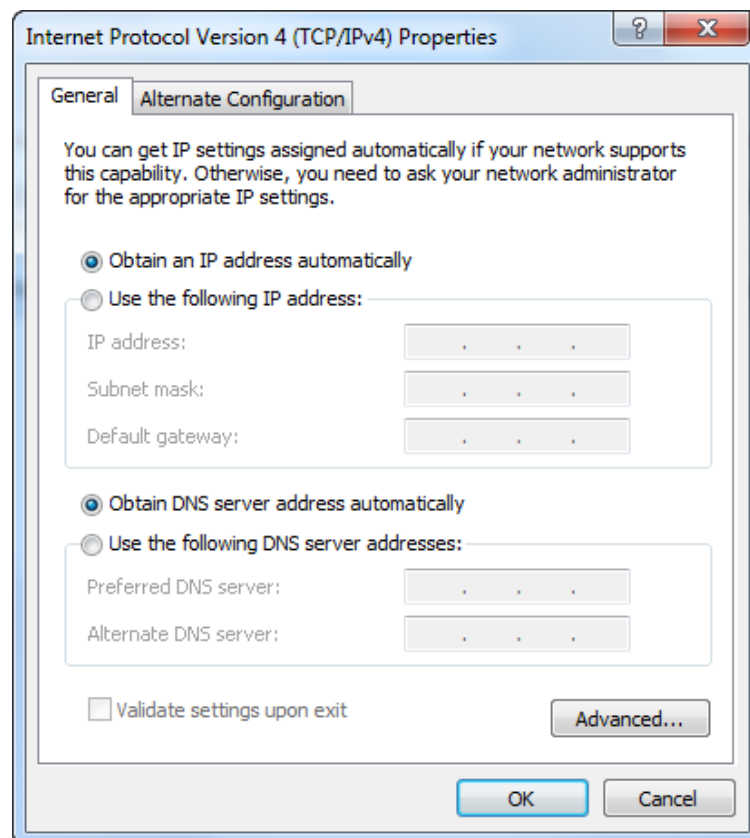 Internet Protocol Version 4 (TCP/IPv4) Properties
General
Alternate Configuration
You can get IP settings assigned automatically if your network supports
this capability. Otherwise, you need to ask your network administrator
for the appropriate IP settings.
Obtain an IP address automatically
Use the following IP address:
IP address: . . .
Subnet mask: . . .
Default gateway: . . .
Obtain DNS server address automatically
Use the following DNS server addresses:
Preferred DNS server: . . .
Alternate DNS server: . . .
Validate settings upon exit
Advanced...
OK
Cancel